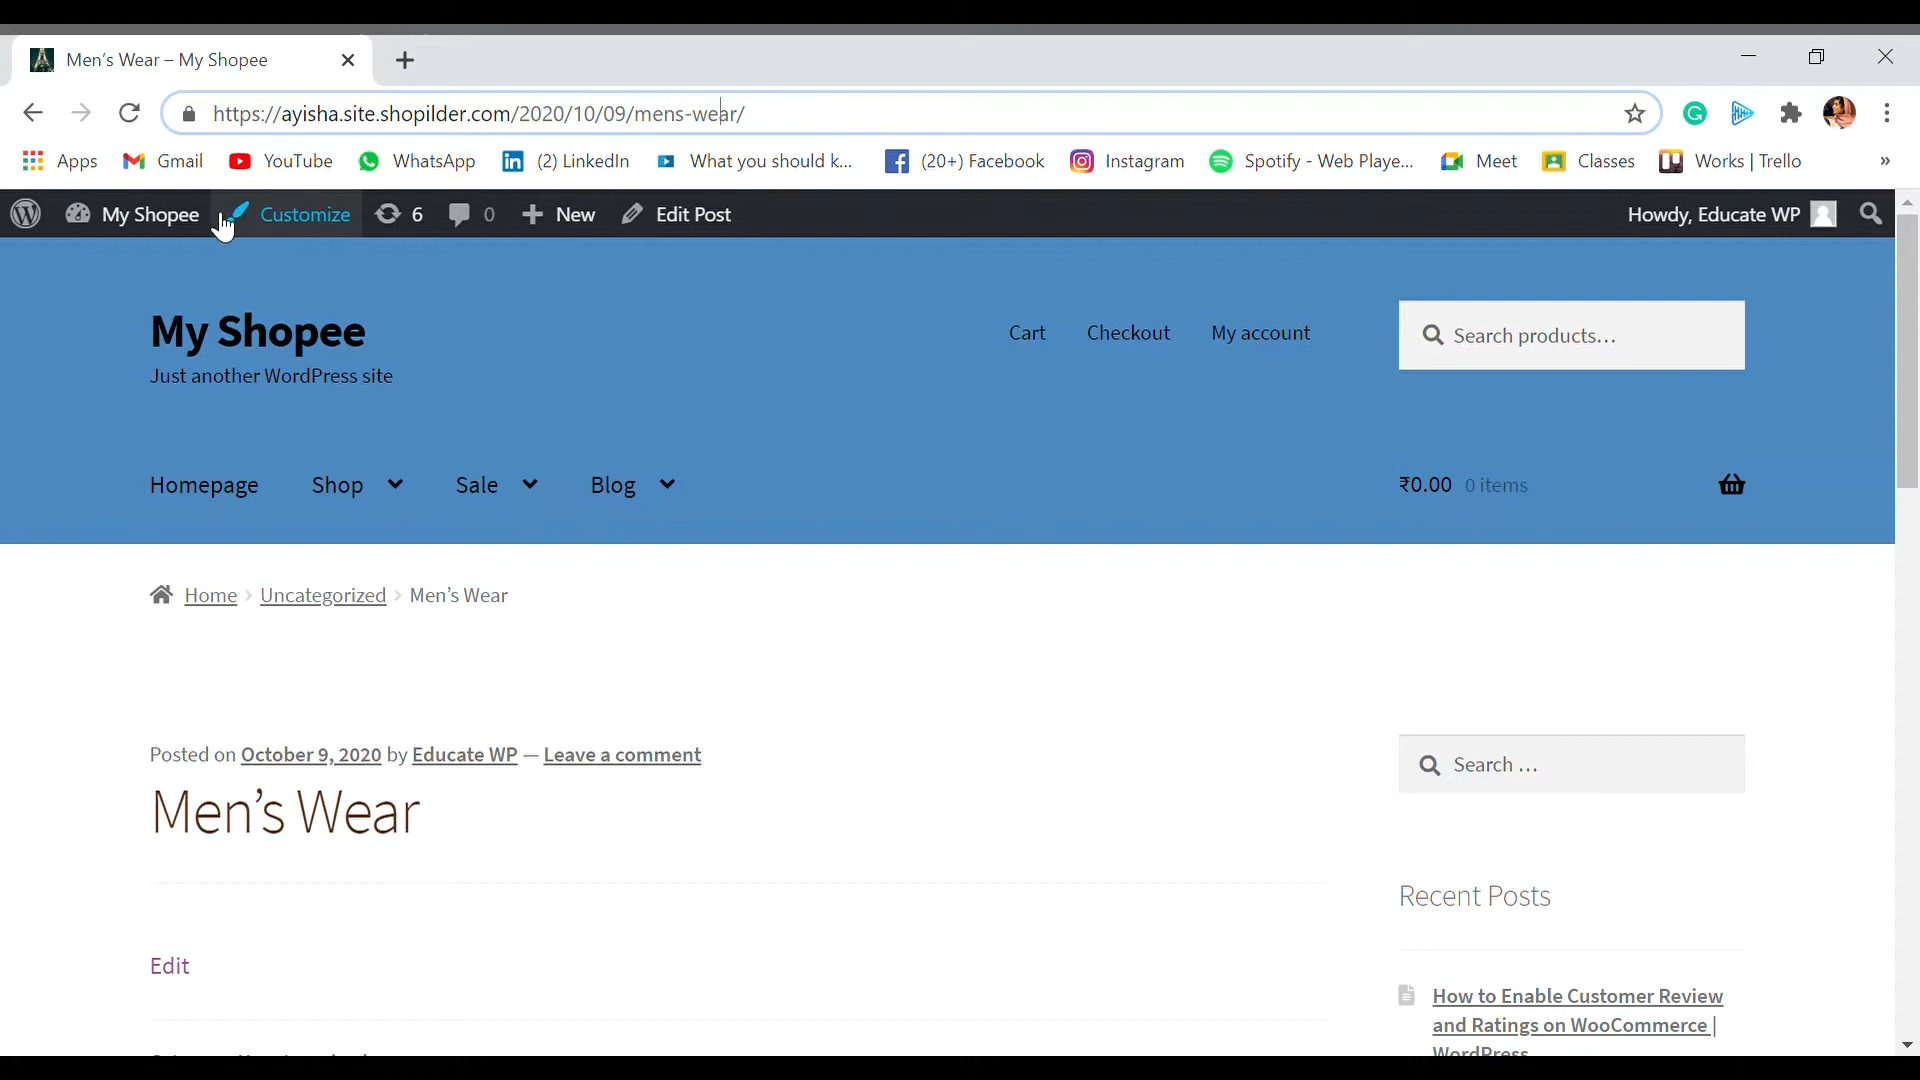 Men’s Wear – My Shopee
https://ayisha.site.shopilder.com/2020/10/09/mens-wear/
Apps Gmail YouTube WhatsApp (2) LinkedIn What you should k... (20+) Facebook Instagram Spotify - Web Playe... Meet Classes Works | Trello »
My Shopee Customize 6 0 New Edit Post Howdy, Educate WP
My Shopee
Just another WordPress site
Cart Checkout My account
Search products…
Homepage Shop Sale Blog ₹0.00 0 items
Home Uncategorized Men’s Wear
Posted on October 9, 2020 by Educate WP — Leave a comment
Men’s Wear
Edit
Search …
Recent Posts
How to Enable Customer Review
and Ratings on WooCommerce |
WordPress